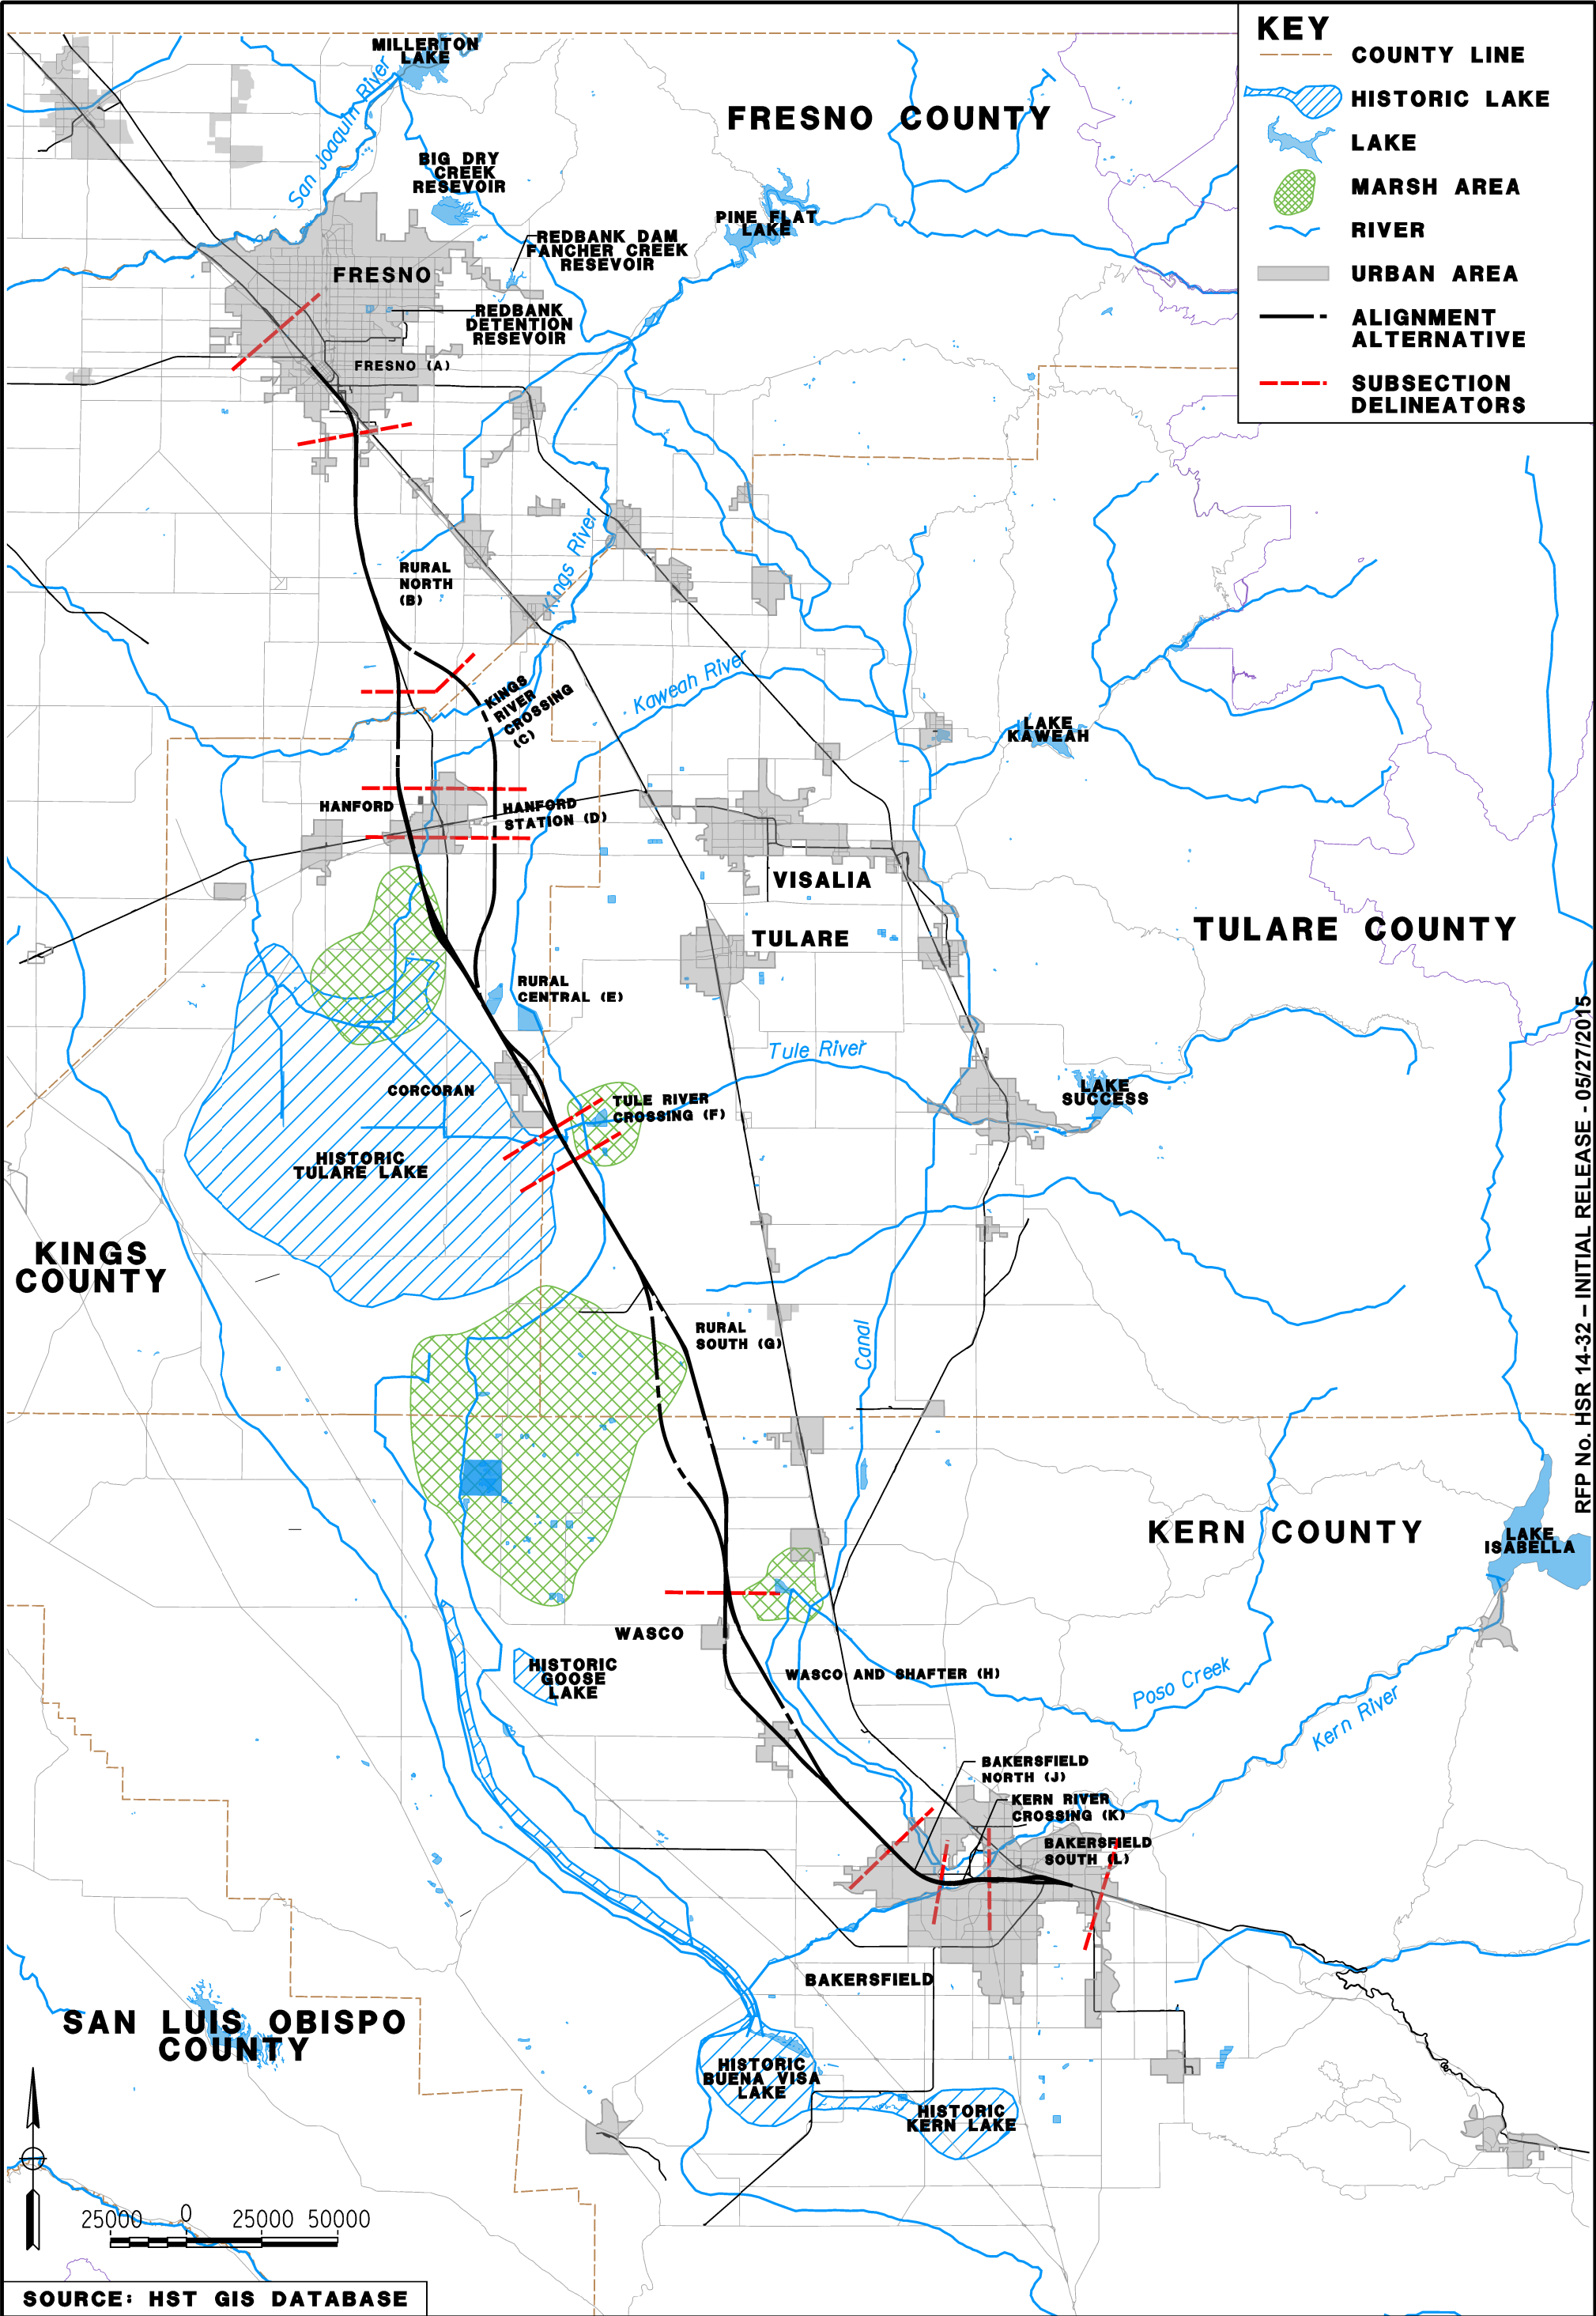 KEY
COUNTY LINE
HISTORIC LAKE
LAKE
MARSH AREA
RIVER
URBAN AREA
ALIGNMENT
ALTERNATIVE
SUBSECTION
DELINEATORS
MILLERTON
LAKE
San Joaquin River
FRESNO COUNTY
BIG DRY
CREEK
RESEVOIR
PINE FLAT
LAKE
REDBANK DAM
FANCHER CREEK
RESEVOIR
FRESNO
REDBANK
DETENTION
RESEVOIR
FRESNO (A)
RURAL
NORTH
(B)
Kings River
Kaweah River
KINGS
RIVER
CROSSING
(C)
LAKE
KAWEAH
HANFORD
HANFORD
STATION (D)
VISALIA
TULARE
TULARE COUNTY
RURAL
CENTRAL (E)
Tule River
CORCORAN
LAKE
SUCCESS
TULE RIVER
CROSSING (F)
HISTORIC
TULARE LAKE
KINGS
COUNTY
RURAL
SOUTH (G)
Canal
KERN COUNTY
LAKE
ISABELLA
WASCO
HISTORIC
GOOSE
LAKE
WASCO AND SHAFTER (H)
Poso Creek
Kern River
BAKERSFIELD
NORTH (J)
KERN RIVER
CROSSING (K)
BAKERSFIELD
SOUTH (L)
BAKERSFIELD
SAN LUIS OBISPO
COUNTY
HISTORIC
BUENA VISA
LAKE
HISTORIC
KERN LAKE
25000 0 25000 50000
SOURCE: HST GIS DATABASE
RFP No. HSR 14-32 – INITIAL RELEASE - 05/27/2015